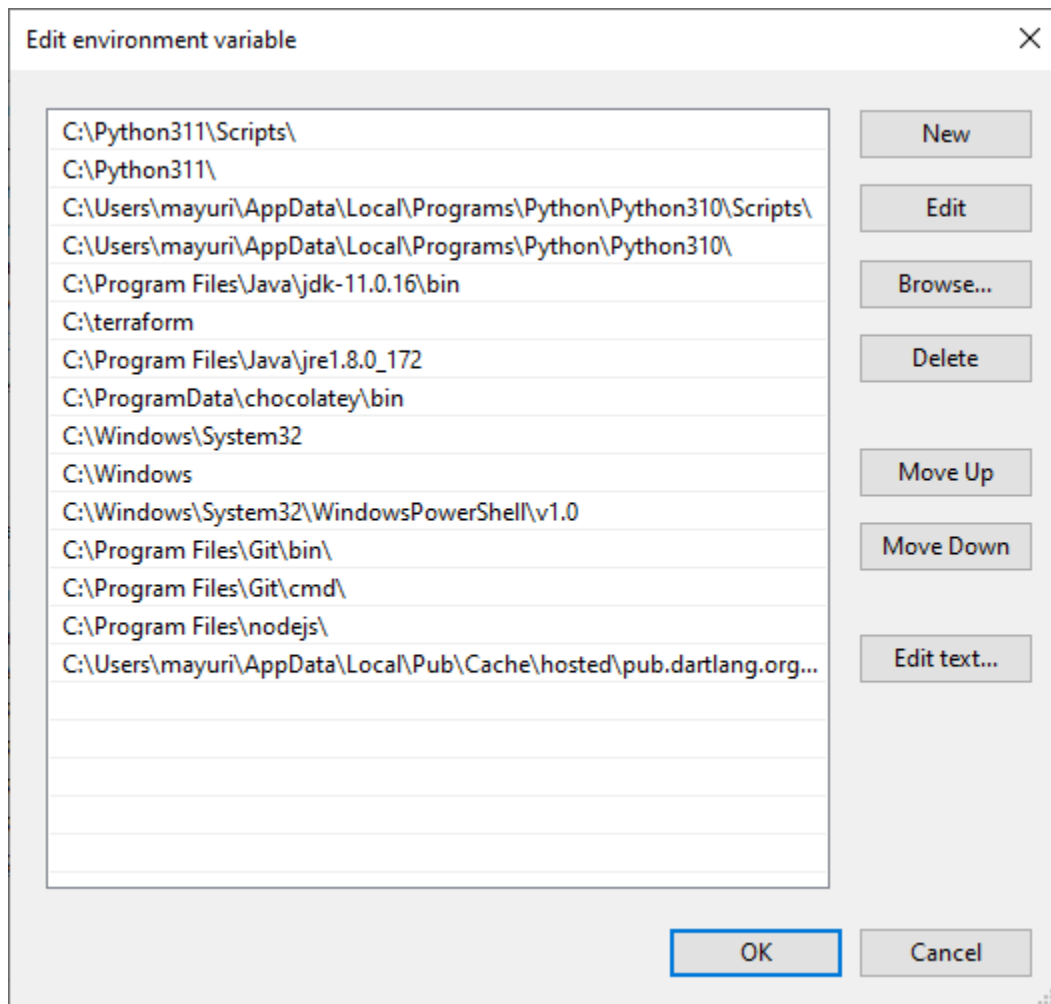 Edit environment variable
C:\Python311\Scripts\
C:\Python311\
C:\Users\mayuri\AppData\Local\Programs\Python\Python310\Scripts\
C:\Users\mayuri\AppData\Local\Programs\Python\Python310\
C:\Program Files\Java\jdk-11.0.16\bin
C:\terraform
C:\Program Files\Java\jre1.8.0_172
C:\ProgramData\chocolatey\bin
C:\Windows\System32
C:\Windows
C:\Windows\System32\WindowsPowerShell\v1.0
C:\Program Files\Git\bin\
C:\Program Files\Git\cmd\
C:\Program Files\nodejs\
C:\Users\mayuri\AppData\Local\Pub\Cache\hosted\pub.dartlang.org...
New
Edit
Browse...
Delete
Move Up
Move Down
Edit text...
OK
Cancel